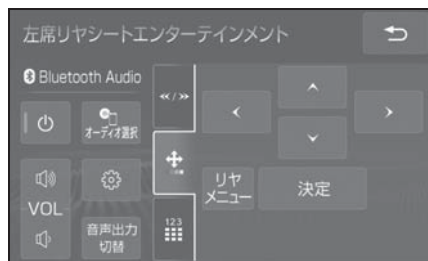 左席リヤシートエンターテインメント
Bluetooth Audio
オーディオ選択
VOL
音声出力
切替
123
リヤ
メニュー
決定